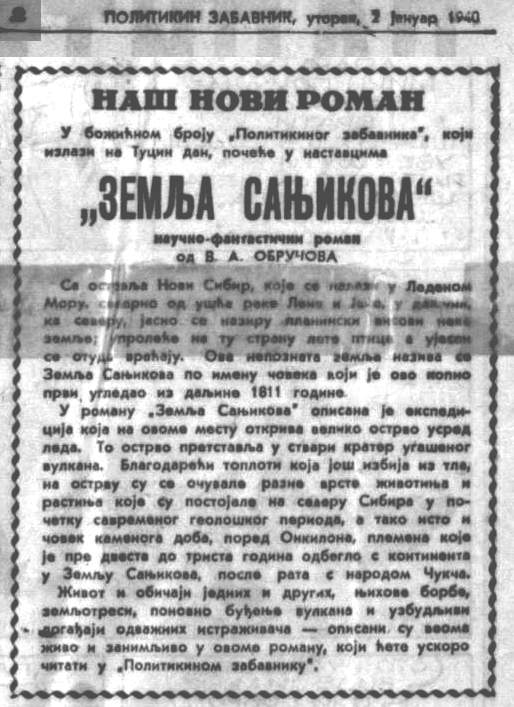 2
ПОЛИТИКИН ЗАБАВНИК, уторак, 2 јануар 1940
НАШ НОВИ РОМАН
У божићном броју „Политикиног забавника", који
излази на Туцин дан, почеће у наставцима
„ЗЕМЉА САЊИКОВА"
научно-фантастични роман
од В. А. ОБРУЧОВА
Са острвља Нови Сибир, које се налази у Леденом
Мору, северно од ушћа реке Лене и Јане, у даљини,
ка северу, јасно се назиру планински висови неке
земље; упролеће на ту страну лете птице а ујесен
се отуда враћају. Ова непозната земља назива се
Земља Сањикова по имену човека који је ово копно
први угледао из даљине 1811 године.
У роману „Земља Сањикова" описана је експеди-
ција која на овоме месту открива велико острво усред
леда. То острво претставља у ствари кратер угашеног
вулкана. Благодарећи топлоти која још избија из тле,
на острву су се очувале разне врсте животиња и
растиња које су постојале на северу Сибира у по-
четку савременог геолошког периода, а тако исто и
човек каменога доба, поред Онкилона, племена које
је пре двеста до триста година одбегло с континента
у Земљу Сањикова, после рата с народом Чукча.
Живот и обичаји једних и других, њихове борбе,
земљотреси, поновно буђење вулкана и узбудљиви
догађаји одважних истраживача — описани су веома
живо и занимљиво у овоме роману, који ћете ускоро
читати у „Политикином забавнику".